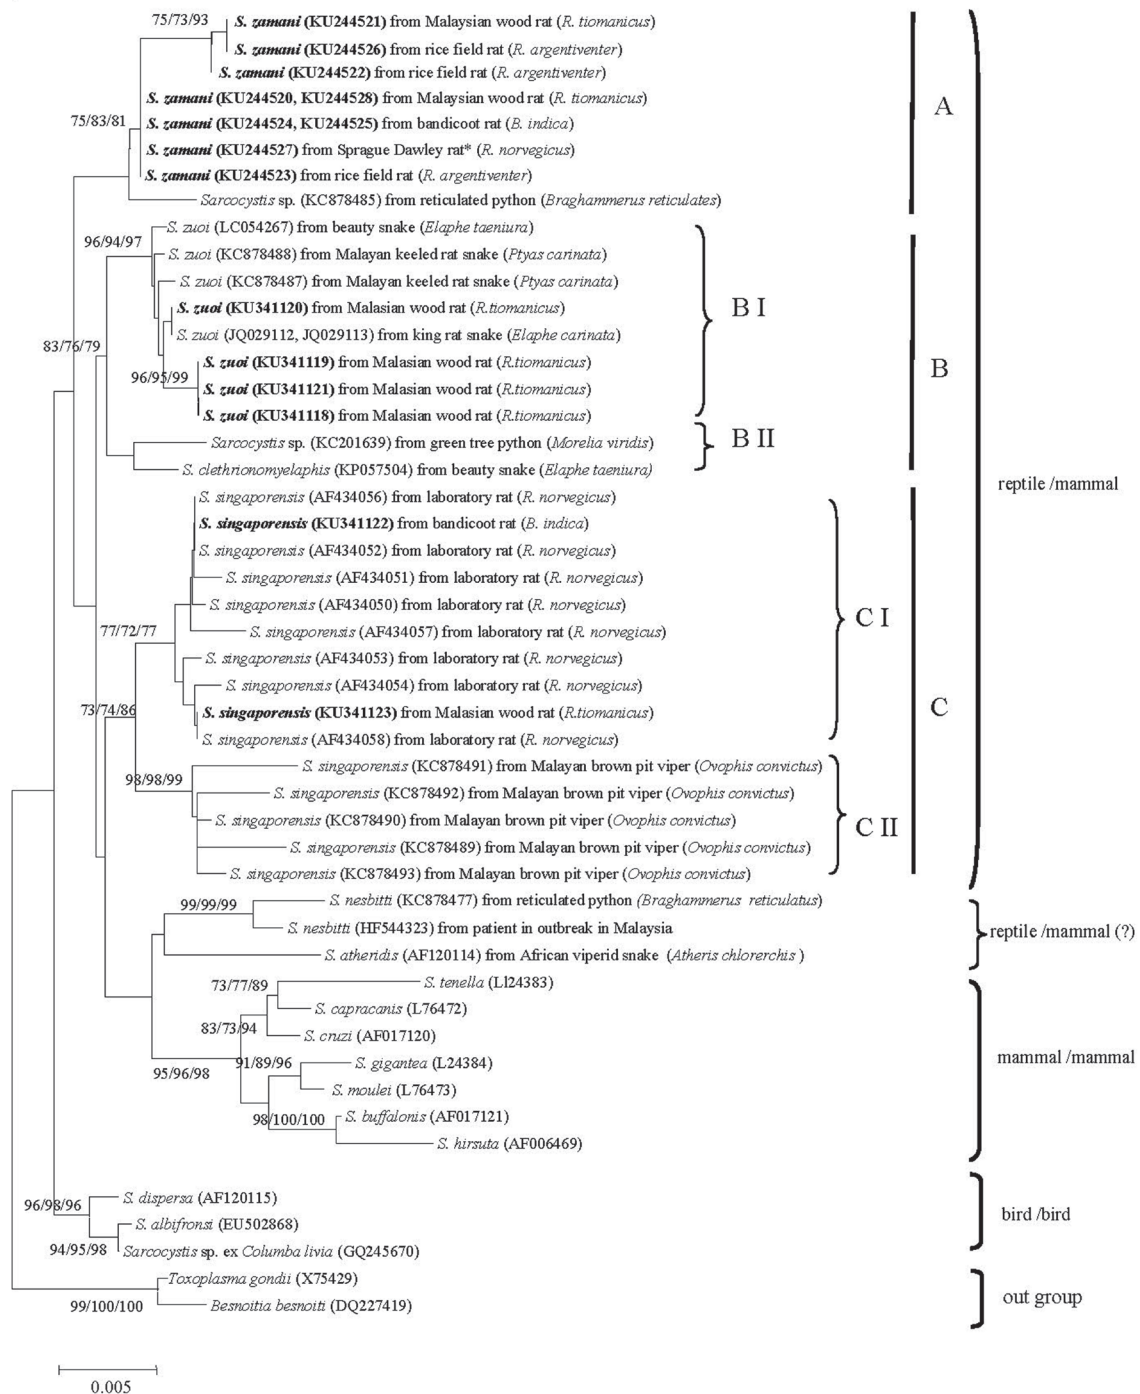 75/73/93
S. zamani (KU244521) from Malaysian wood rat (R. tiomanicus)
S. zamani (KU244526) from rice field rat (R. argentiventer)
S. zamani (KU244522) from rice field rat (R. argentiventer)
S. zamani (KU244520, KU244528) from Malaysian wood rat (R. tiomanicus)
A
75/83/81
S. zamani (KU244524, KU244525) from bandicoot rat (B. indica)
S. zamani (KU244527) from Sprague Dawley rat* (R. norvegicus)
S. zamani (KU244523) from rice field rat (R. argentiventer)
Sarcocystis sp. (KC878485) from reticulated python (Braghammerus reticulates)
S. zuoi (LC054267) from beauty snake (Elaphe taeniura)
96/94/97
S. zuoi (KC878488) from Malayan keeled rat snake (Ptyas carinata)
S. zuoi (KC878487) from Malayan keeled rat snake (Ptyas carinata)
S. zuoi (KU341120) from Malasian wood rat (R.tiomanicus)
B I
S. zuoi (JQ029112, JQ029113) from king rat snake (Elaphe carinata)
83/76/79
S. zuoi (KU341119) from Malasian wood rat (R.tiomanicus)
B
96/95/99
S. zuoi (KU341121) from Malasian wood rat (R.tiomanicus)
S. zuoi (KU341118) from Malasian wood rat (R.tiomanicus)
Sarcocystis sp. (KC201639) from green tree python (Morelia viridis)
B II
S. clethrionomyelaphis (KP057504) from beauty snake (Elaphe taeniura)
reptile /mammal
S. singaporensis (AF434056) from laboratory rat (R. norvegicus)
S. singaporensis (KU341122) from bandicoot rat (B. indica)
S. singaporensis (AF434052) from laboratory rat (R. norvegicus)
S. singaporensis (AF434051) from laboratory rat (R. norvegicus)
S. singaporensis (AF434050) from laboratory rat (R. norvegicus)
C I
77/72/77
S. singaporensis (AF434057) from laboratory rat (R. norvegicus)
S. singaporensis (AF434053) from laboratory rat (R. norvegicus)
S. singaporensis (AF434054) from laboratory rat (R. norvegicus)
73/74/86
C
S. singaporensis (KU341123) from Malasian wood rat (R.tiomanicus)
S. singaporensis (AF434058) from laboratory rat (R. norvegicus)
S. singaporensis (KC878491) from Malayan brown pit viper (Ovophis convictus)
98/98/99
S. singaporensis (KC878492) from Malayan brown pit viper (Ovophis convictus)
S. singaporensis (KC878490) from Malayan brown pit viper (Ovophis convictus)
C II
S. singaporensis (KC878489) from Malayan brown pit viper (Ovophis convictus)
S. singaporensis (KC878493) from Malayan brown pit viper (Ovophis convictus)
99/99/99
S. nesbitti (KC878477) from reticulated python (Braghammerus reticulatus)
S. nesbitti (HF544323) from patient in outbreak in Malaysia
reptile /mammal (?)
S. atheridis (AF120114) from African viperid snake (Atheris chlorerchis )
73/77/89
S. tenella (Ll24383)
S. capracanis (L76472)
83/73/94
S. cruzi (AF017120)
mammal /mammal
91/89/96
S. gigantea (L24384)
95/96/98
S. moulei (L76473)
98/100/100
S. buffalonis (AF017121)
S. hirsuta (AF006469)
S. dispersa (AF120115)
96/98/96
bird /bird
S. albifronsi (EU502868)
94/95/98
Sarcocystis sp. ex Columba livia (GQ245670)
Toxoplasma gondii (X75429)
out group
99/100/100
Besnoitia besnoiti (DQ227419)
0.005